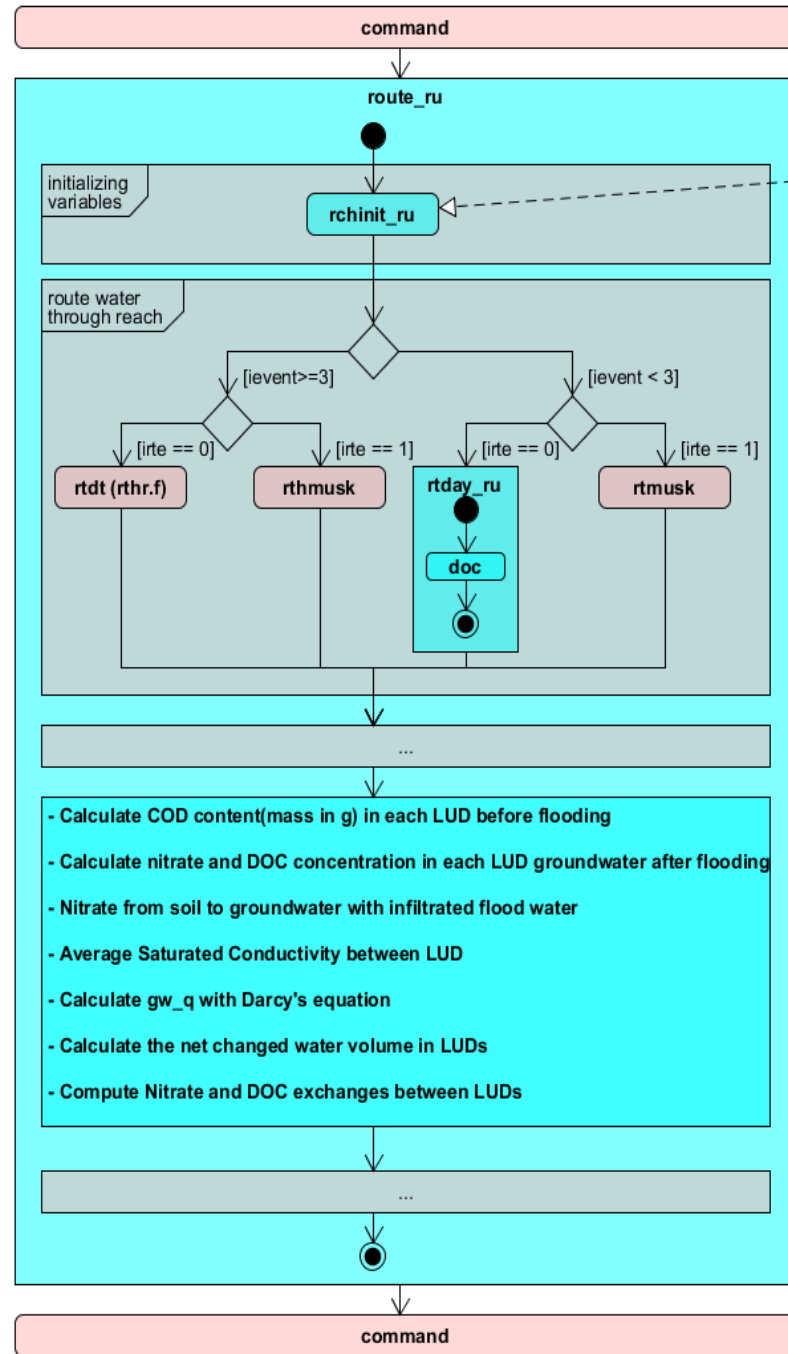 command
route_ru
initializing
variables
rchinit_ru
route water
through reach
[ievent>=3]
[ievent < 3]
[irte == 0]
[irte == 1]
[irte == 0]
[irte == 1]
rtdt (rthr.f)
rthmusk
rtday_ru
rtmusk
doc
...
- Calculate COD content(mass in g) in each LUD before flooding
- Calculate nitrate and DOC concentration in each LUD groundwater after flooding
- Nitrate from soil to groundwater with infiltrated flood water
- Average Saturated Conductivity between LUD
- Calculate gw_q with Darcy's equation
- Calculate the net changed water volume in LUDs
- Compute Nitrate and DOC exchanges between LUDs
...
command